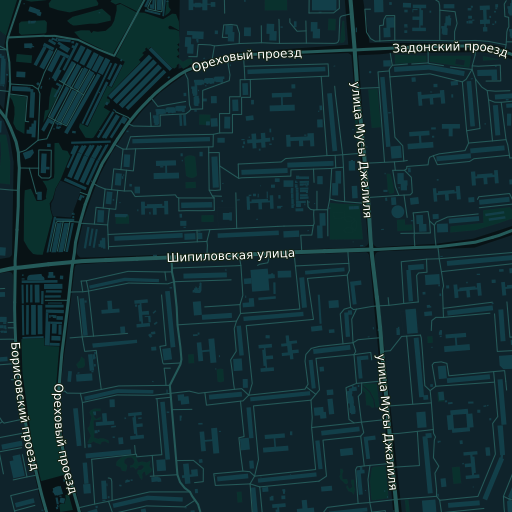 Ореховый проезд
Задонский проезд
улица Мусы Джалиля
Шипиловская улица
Борисовский проезд
Ореховый проезд
улица Мусы Джалиля